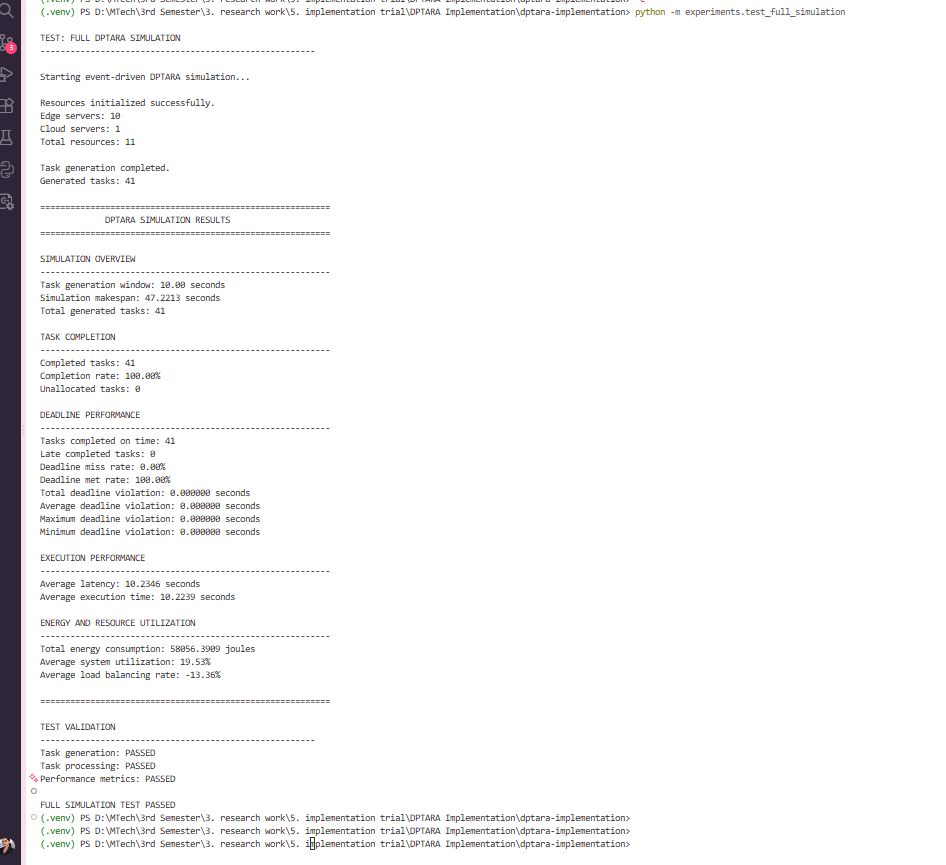 (.venv) PS D:\MTech\3rd Semester\3. research work\5. implementation trial\DPTARA Implementation\dptara-implementation> python -m experiments.test_full_simulation
TEST: FULL DPTARA SIMULATION
-------------------------------------------------------
Starting event-driven DPTARA simulation...
Resources initialized successfully.
Edge servers: 10
Cloud servers: 1
Total resources: 11
Task generation completed.
Generated tasks: 41
==========================================================
DPTARA SIMULATION RESULTS
==========================================================
SIMULATION OVERVIEW
----------------------------------------------------------
Task generation window: 10.00 seconds
Simulation makespan: 47.2213 seconds
Total generated tasks: 41
TASK COMPLETION
----------------------------------------------------------
Completed tasks: 41
Completion rate: 100.00%
Unallocated tasks: 0
DEADLINE PERFORMANCE
----------------------------------------------------------
Tasks completed on time: 41
Late completed tasks: 0
Deadline miss rate: 0.00%
Deadline met rate: 100.00%
Total deadline violation: 0.000000 seconds
Average deadline violation: 0.000000 seconds
Maximum deadline violation: 0.000000 seconds
Minimum deadline violation: 0.000000 seconds
EXECUTION PERFORMANCE
----------------------------------------------------------
Average latency: 10.2346 seconds
Average execution time: 10.2239 seconds
ENERGY AND RESOURCE UTILIZATION
----------------------------------------------------------
Total energy consumption: 58056.3909 joules
Average system utilization: 19.53%
Average load balancing rate: -13.36%
==========================================================
TEST VALIDATION
-------------------------------------------------------
Task generation: PASSED
Task processing: PASSED
Performance metrics: PASSED
FULL SIMULATION TEST PASSED
(.venv) PS D:\MTech\3rd Semester\3. research work\5. implementation trial\DPTARA Implementation\dptara-implementation>
(.venv) PS D:\MTech\3rd Semester\3. research work\5. implementation trial\DPTARA Implementation\dptara-implementation>
(.venv) PS D:\MTech\3rd Semester\3. research work\5. implementation trial\DPTARA Implementation\dptara-implementation>
3